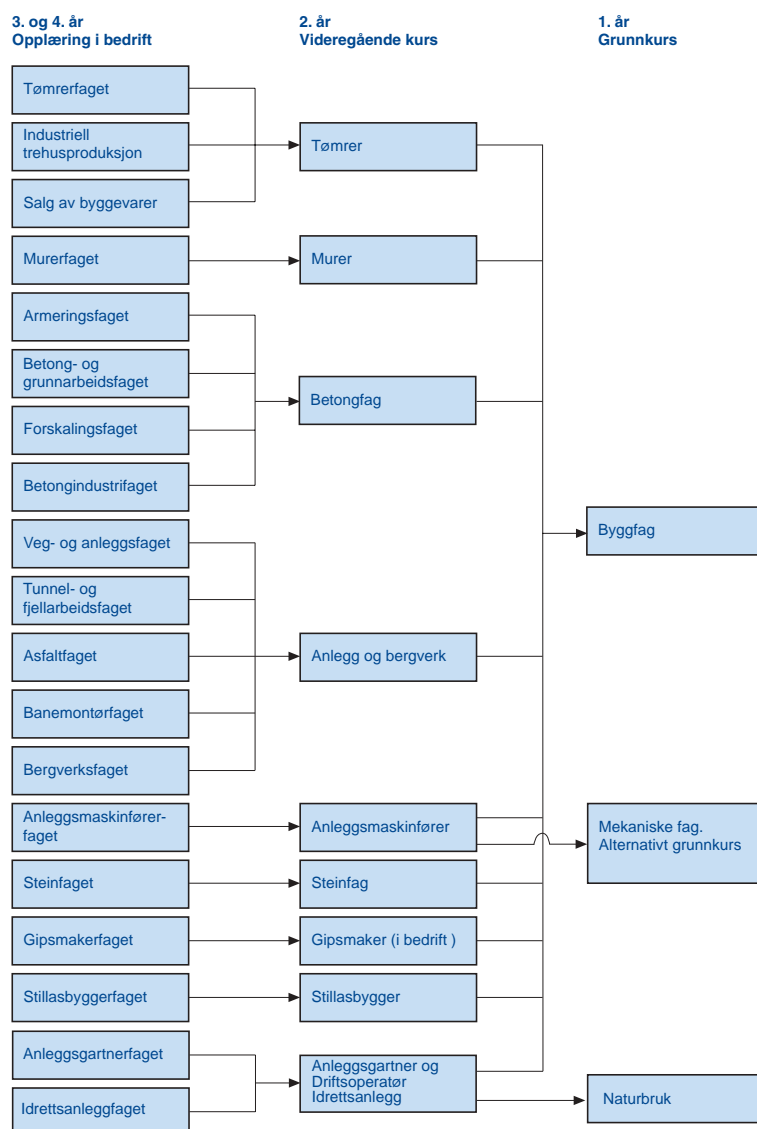 3. og 4. år
Opplæring i bedrift
2. år
Videregående kurs
1. år
Grunnkurs
Tømrerfaget
Industriell
trehusproduksjon
Salg av byggevarer
Tømrer
Murerfaget
Murer
Armeringsfaget
Betong- og
grunnarbeidsfaget
Forskalingsfaget
Betongindustrifaget
Betongfag
Byggfag
Veg- og anleggsfaget
Tunnel- og
fjellarbeidsfaget
Asfaltfaget
Banemontørfaget
Bergverksfaget
Anlegg og bergverk
Anleggsmaskinfører-
faget
Anleggsmaskinfører
Mekaniske fag.
Alternativt grunnkurs
Steinfaget
Steinfag
Gipsmakerfaget
Gipsmaker (i bedrift )
Stillasbyggerfaget
Stillasbygger
Anleggsgartnerfaget
Idrettsanleggfaget
Anleggsgartner og
Driftsoperatør
Idrettsanlegg
Naturbruk